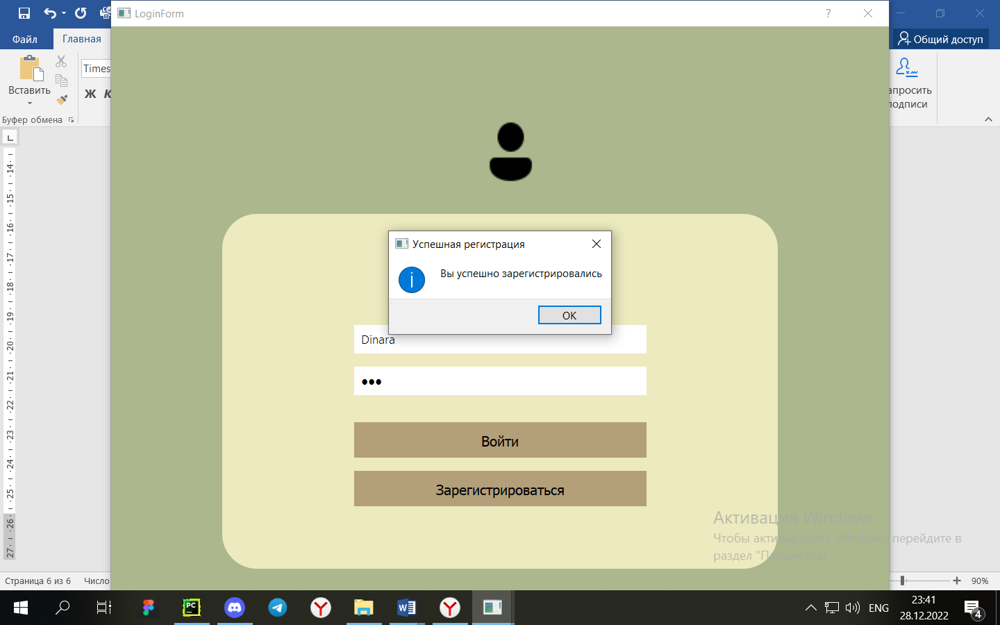 LoginForm
?
Файл
Главная
Общий доступ
Вставить
Times
Ж
К
Буфер обмена
апросить
подписи
L
14
15
16
17
18
19
20
21
22
23
24
25
26
27
Успешная регистрация
i
Вы успешно зарегистрировались
OK
Dinara
●●●
Войти
Зарегистрироваться
Активация Windows
Чтобы активировать Windows, перейдите в
раздел "Параметры".
Страница 6 из 6
Число
90%
PC
W
ENG
23:41
28.12.2022
4